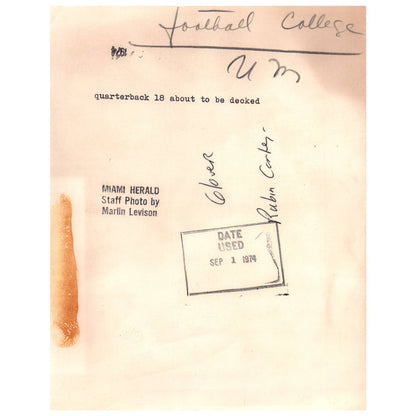 Football College
U M
quarterback 18 about to be decked
Glover
Rubin Carter
MIAMI HERALD
Staff Photo by
Marlin Levison
DATE
USED
SEP 1 1974